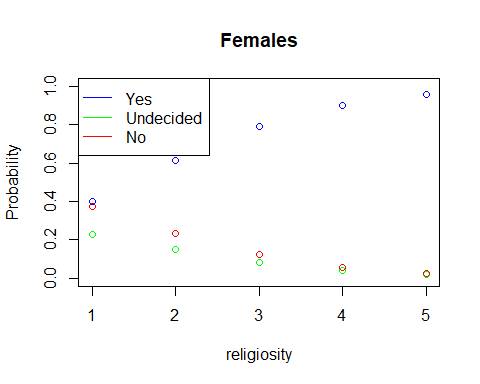 Females
Yes
Undecided
No
Probability
1.0
0.8
0.6
0.4
0.2
0.0
1 2 3 4 5
religiosity